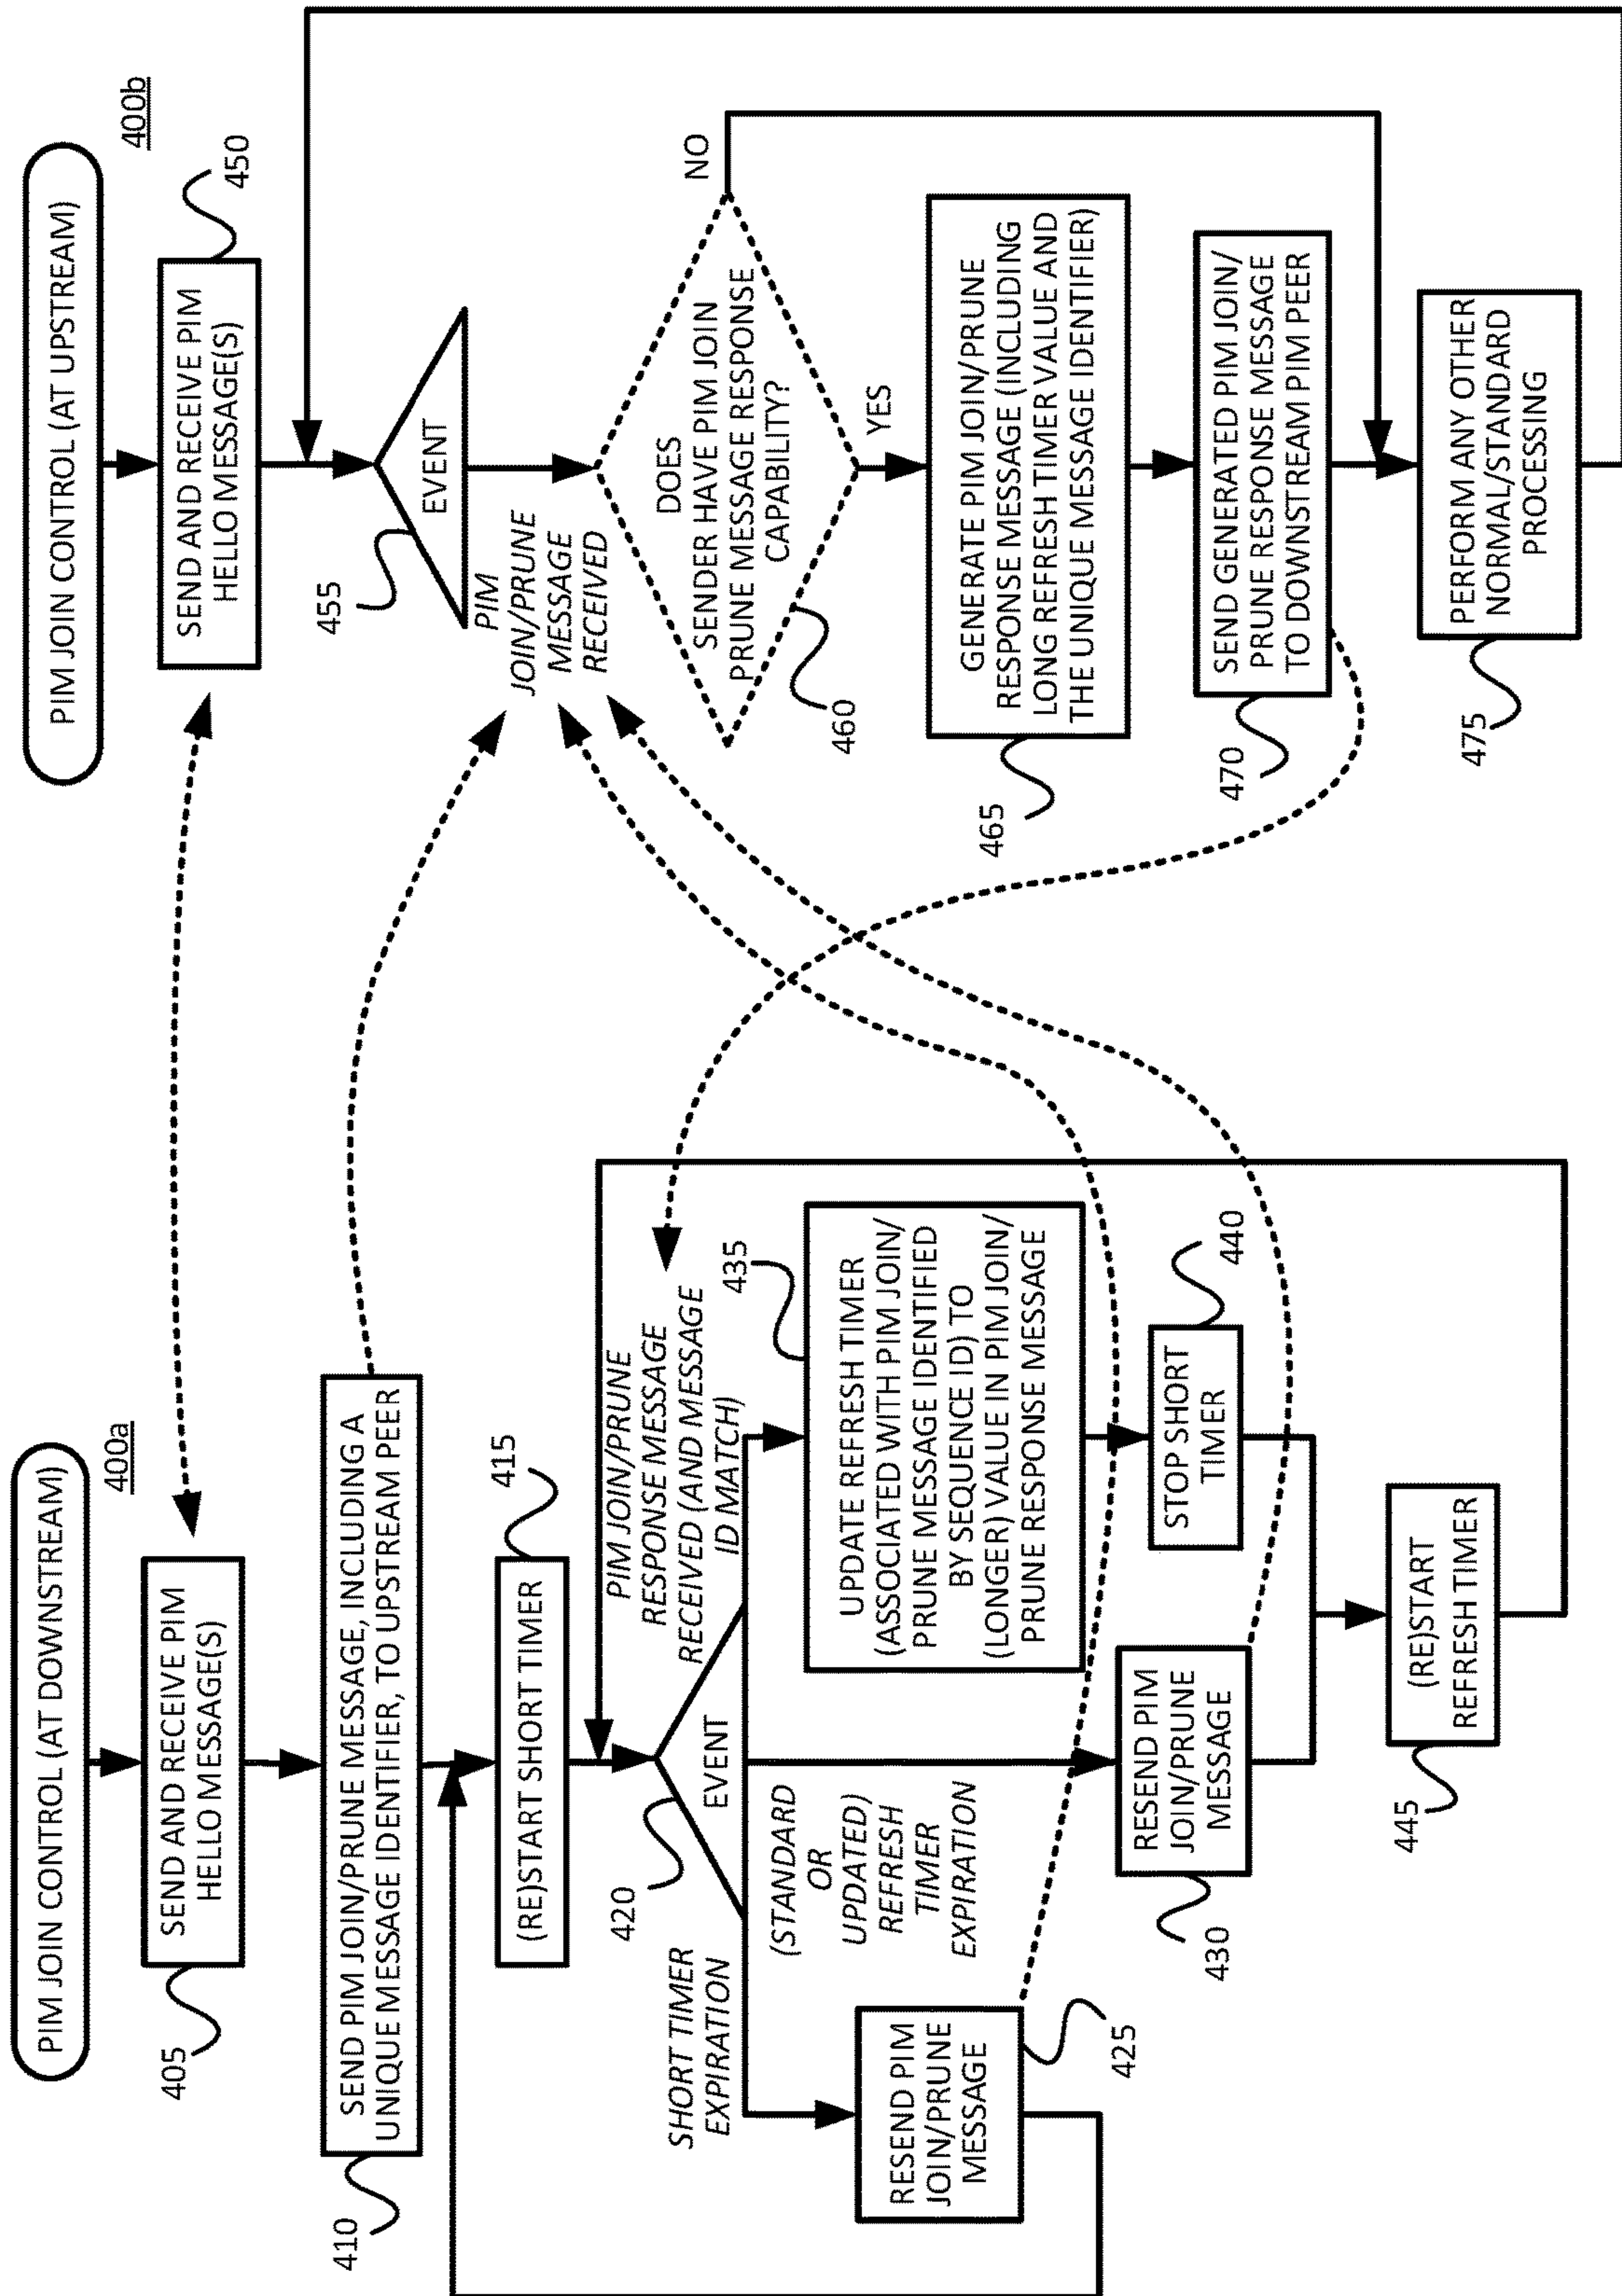 PIM JOIN CONTROL (AT DOWNSTREAM)
400a
SEND AND RECEIVE PIM
HELLO MESSAGE(S)
405
SEND PIM JOIN/PRUNE MESSAGE, INCLUDING A
UNIQUE MESSAGE IDENTIFIER, TO UPSTREAM PEER
410
(RE)START SHORT TIMER
415
EVENT
420
SHORT TIMER
EXPIRATION
(STANDARD
OR
UPDATED)
REFRESH
TIMER
EXPIRATION
PIM JOIN/PRUNE
RESPONSE MESSAGE
RECEIVED (AND MESSAGE
ID MATCH)
RESEND PIM
JOIN/PRUNE
MESSAGE
425
RESEND PIM
JOIN/PRUNE
MESSAGE
430
UPDATE REFRESH TIMER
(ASSOCIATED WITH PIM JOIN/
PRUNE MESSAGE IDENTIFIED
BY SEQUENCE ID) TO
(LONGER) VALUE IN PIM JOIN/
PRUNE RESPONSE MESSAGE
435
STOP SHORT
TIMER
440
(RE)START
REFRESH TIMER
445
PIM JOIN CONTROL (AT UPSTREAM)
400b
SEND AND RECEIVE PIM
HELLO MESSAGE(S)
450
EVENT
455
PIM
JOIN/PRUNE
MESSAGE
RECEIVED
DOES
SENDER HAVE PIM JOIN
PRUNE MESSAGE RESPONSE
CAPABILITY?
460
NO
YES
GENERATE PIM JOIN/PRUNE
RESPONSE MESSAGE (INCLUDING
LONG REFRESH TIMER VALUE AND
THE UNIQUE MESSAGE IDENTIFIER)
465
SEND GENERATED PIM JOIN/
PRUNE RESPONSE MESSAGE
TO DOWNSTREAM PIM PEER
470
PERFORM ANY OTHER
NORMAL/STANDARD
PROCESSING
475